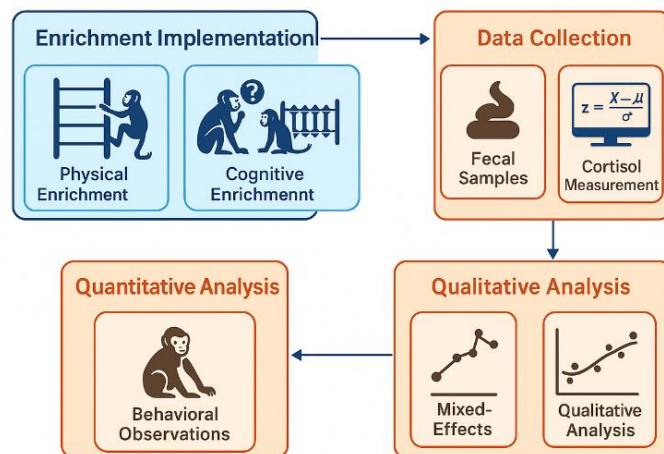 Enrichment Implementation
Physical
Enrichment
?
Cognitive
Enrichmennt
Data Collection
Fecal
Samples
z = X–μ / σ
Cortisol
Measurement
Quantitative Analysis
Behavioral
Observations
Qualitative Analysis
Mixed-
Effects
Qualitative
Analysis